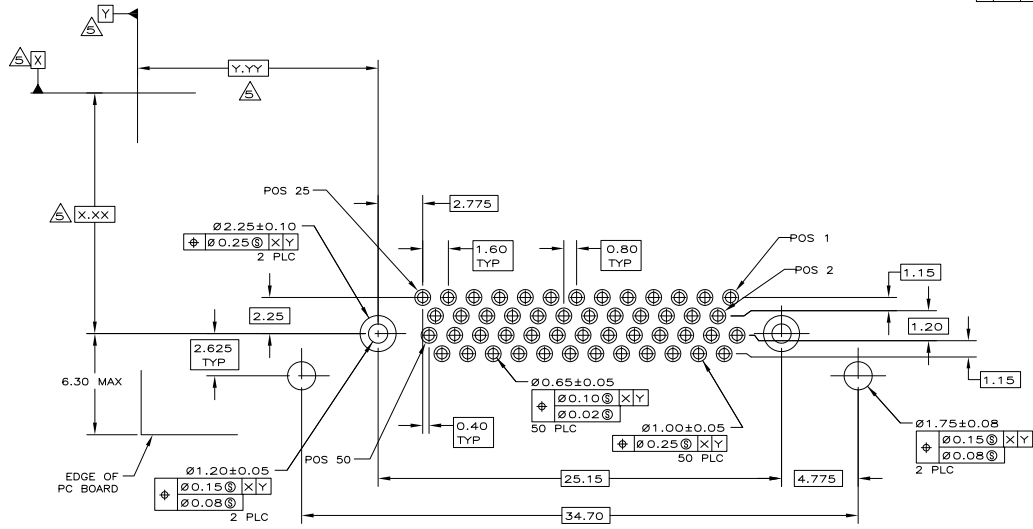 Y
5
5 X
Y.YY
5
5 X.XX
POS 25
2.775
Ø2.25±0.10
⌖ Ø0.25Ⓢ X Y
2 PLC
1.60
TYP
0.80
TYP
POS 1
POS 2
1.15
2.25
1.20
2.625
TYP
1.15
6.30 MAX
Ø0.65±0.05
⌖ Ø0.10Ⓢ X Y
Ø0.02Ⓢ
50 PLC
0.40
TYP
Ø1.00±0.05
⌖ Ø0.25Ⓢ X Y
50 PLC
Ø1.75±0.08
⌖ Ø0.15Ⓢ X Y
Ø0.08Ⓢ
2 PLC
POS 50
EDGE OF
PC BOARD
Ø1.20±0.05
⌖ Ø0.15Ⓢ X Y
Ø0.08Ⓢ
2 PLC
25.15
4.775
34.70